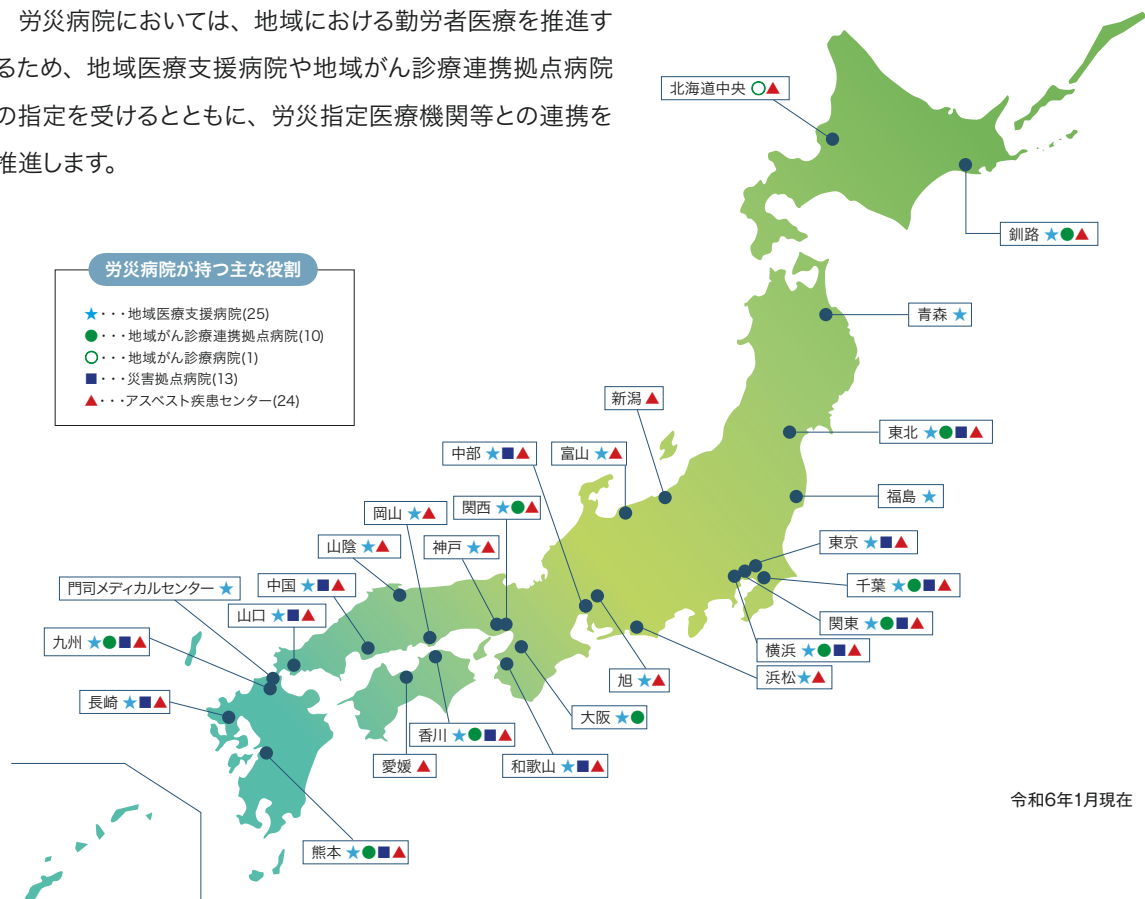 労災病院においては、地域における勤労者医療を推進す
るため、地域医療支援病院や地域がん診療連携拠点病院
の指定を受けるとともに、労災指定医療機関等との連携を
推進します。
労災病院が持つ主な役割
★・・・地域医療支援病院(25)
●・・・地域がん診療連携拠点病院(10)
○・・・地域がん診療病院(1)
■・・・災害拠点病院(13)
▲・・・アスベスト疾患センター(24)
北海道中央 ○▲
釧路 ★●▲
青森 ★
新潟 ▲
東北 ★●■▲
中部 ★■▲
富山 ★▲
福島 ★
関西 ★●▲
岡山 ★▲
東京 ★■▲
山陰 ★▲
神戸 ★▲
門司メディカルセンター ★
中国 ★■▲
千葉 ★●■▲
山口 ★■▲
関東 ★●■▲
九州 ★●■▲
横浜 ★●■▲
旭 ★▲
浜松★▲
長崎 ★■▲
大阪 ★●
香川 ★●■▲
愛媛 ▲
和歌山 ★■▲
令和6年1月現在
熊本 ★●■▲